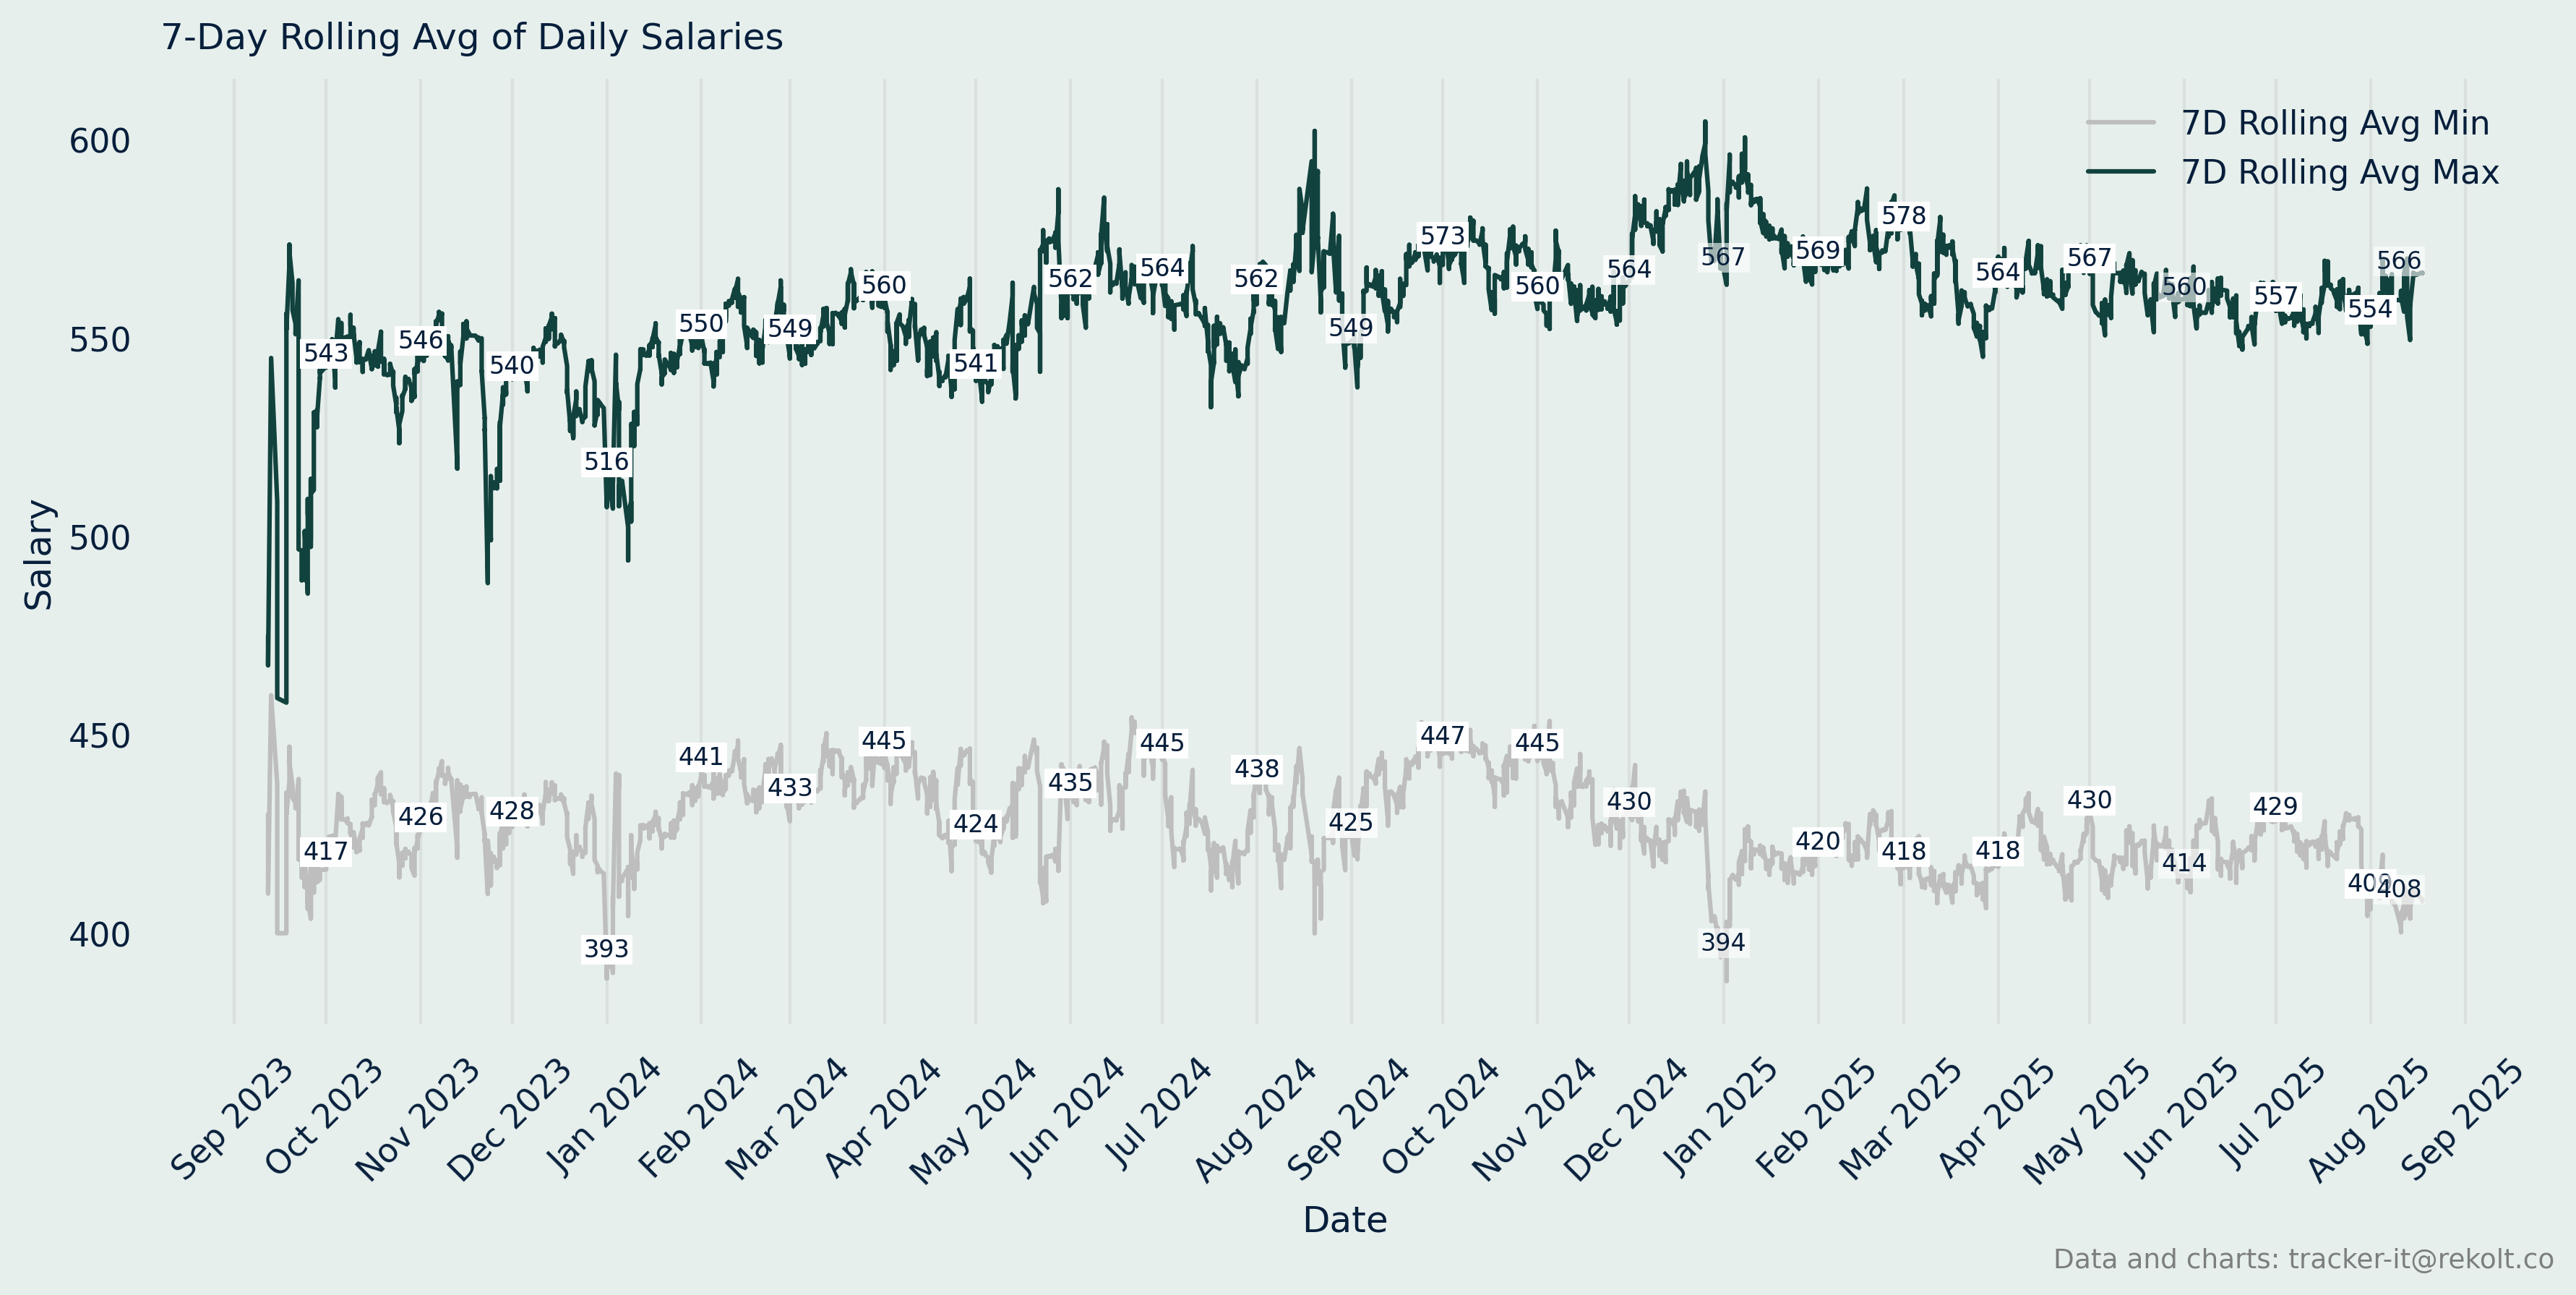 7-Day Rolling Avg of Daily Salaries
7D Rolling Avg Min
7D Rolling Avg Max
600
550
500
450
400
Salary
543
546
540
516
550
549
560
541
562
564
562
549
573
560
564
567
569
578
564
567
560
557
554
566
417
426
428
393
441
433
445
424
435
445
438
425
447
445
430
394
420
418
418
430
414
429
409
408
Sep 2023
Oct 2023
Nov 2023
Dec 2023
Jan 2024
Feb 2024
Mar 2024
Apr 2024
May 2024
Jun 2024
Jul 2024
Aug 2024
Sep 2024
Oct 2024
Nov 2024
Dec 2024
Jan 2025
Feb 2025
Mar 2025
Apr 2025
May 2025
Jun 2025
Jul 2025
Aug 2025
Sep 2025
Date
Data and charts: tracker-it@rekolt.co